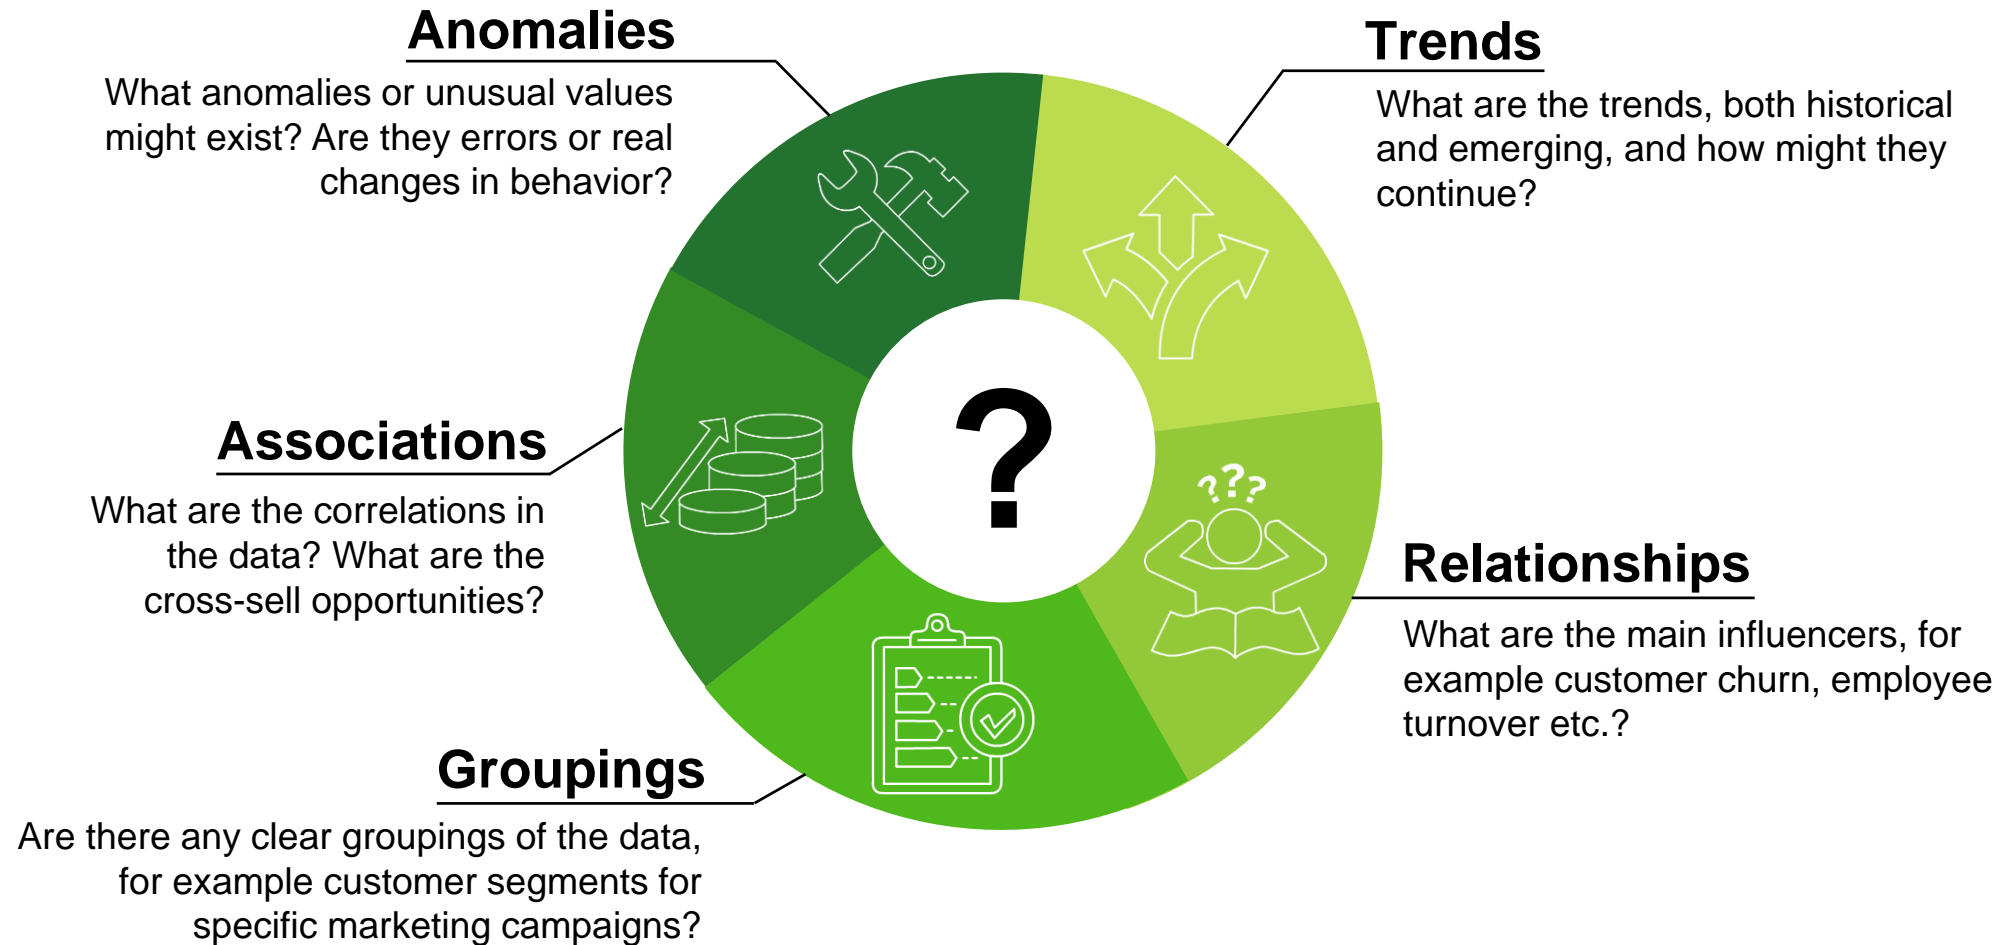 Anomalies
What anomalies or unusual values
might exist? Are they errors or real
changes in behavior?
Trends
What are the trends, both historical
and emerging, and how might they
continue?
Associations
What are the correlations in
the data? What are the
cross-sell opportunities?
?
???
Relationships
What are the main influencers, for
example customer churn, employee
turnover etc.?
Groupings
Are there any clear groupings of the data,
for example customer segments for
specific marketing campaigns?